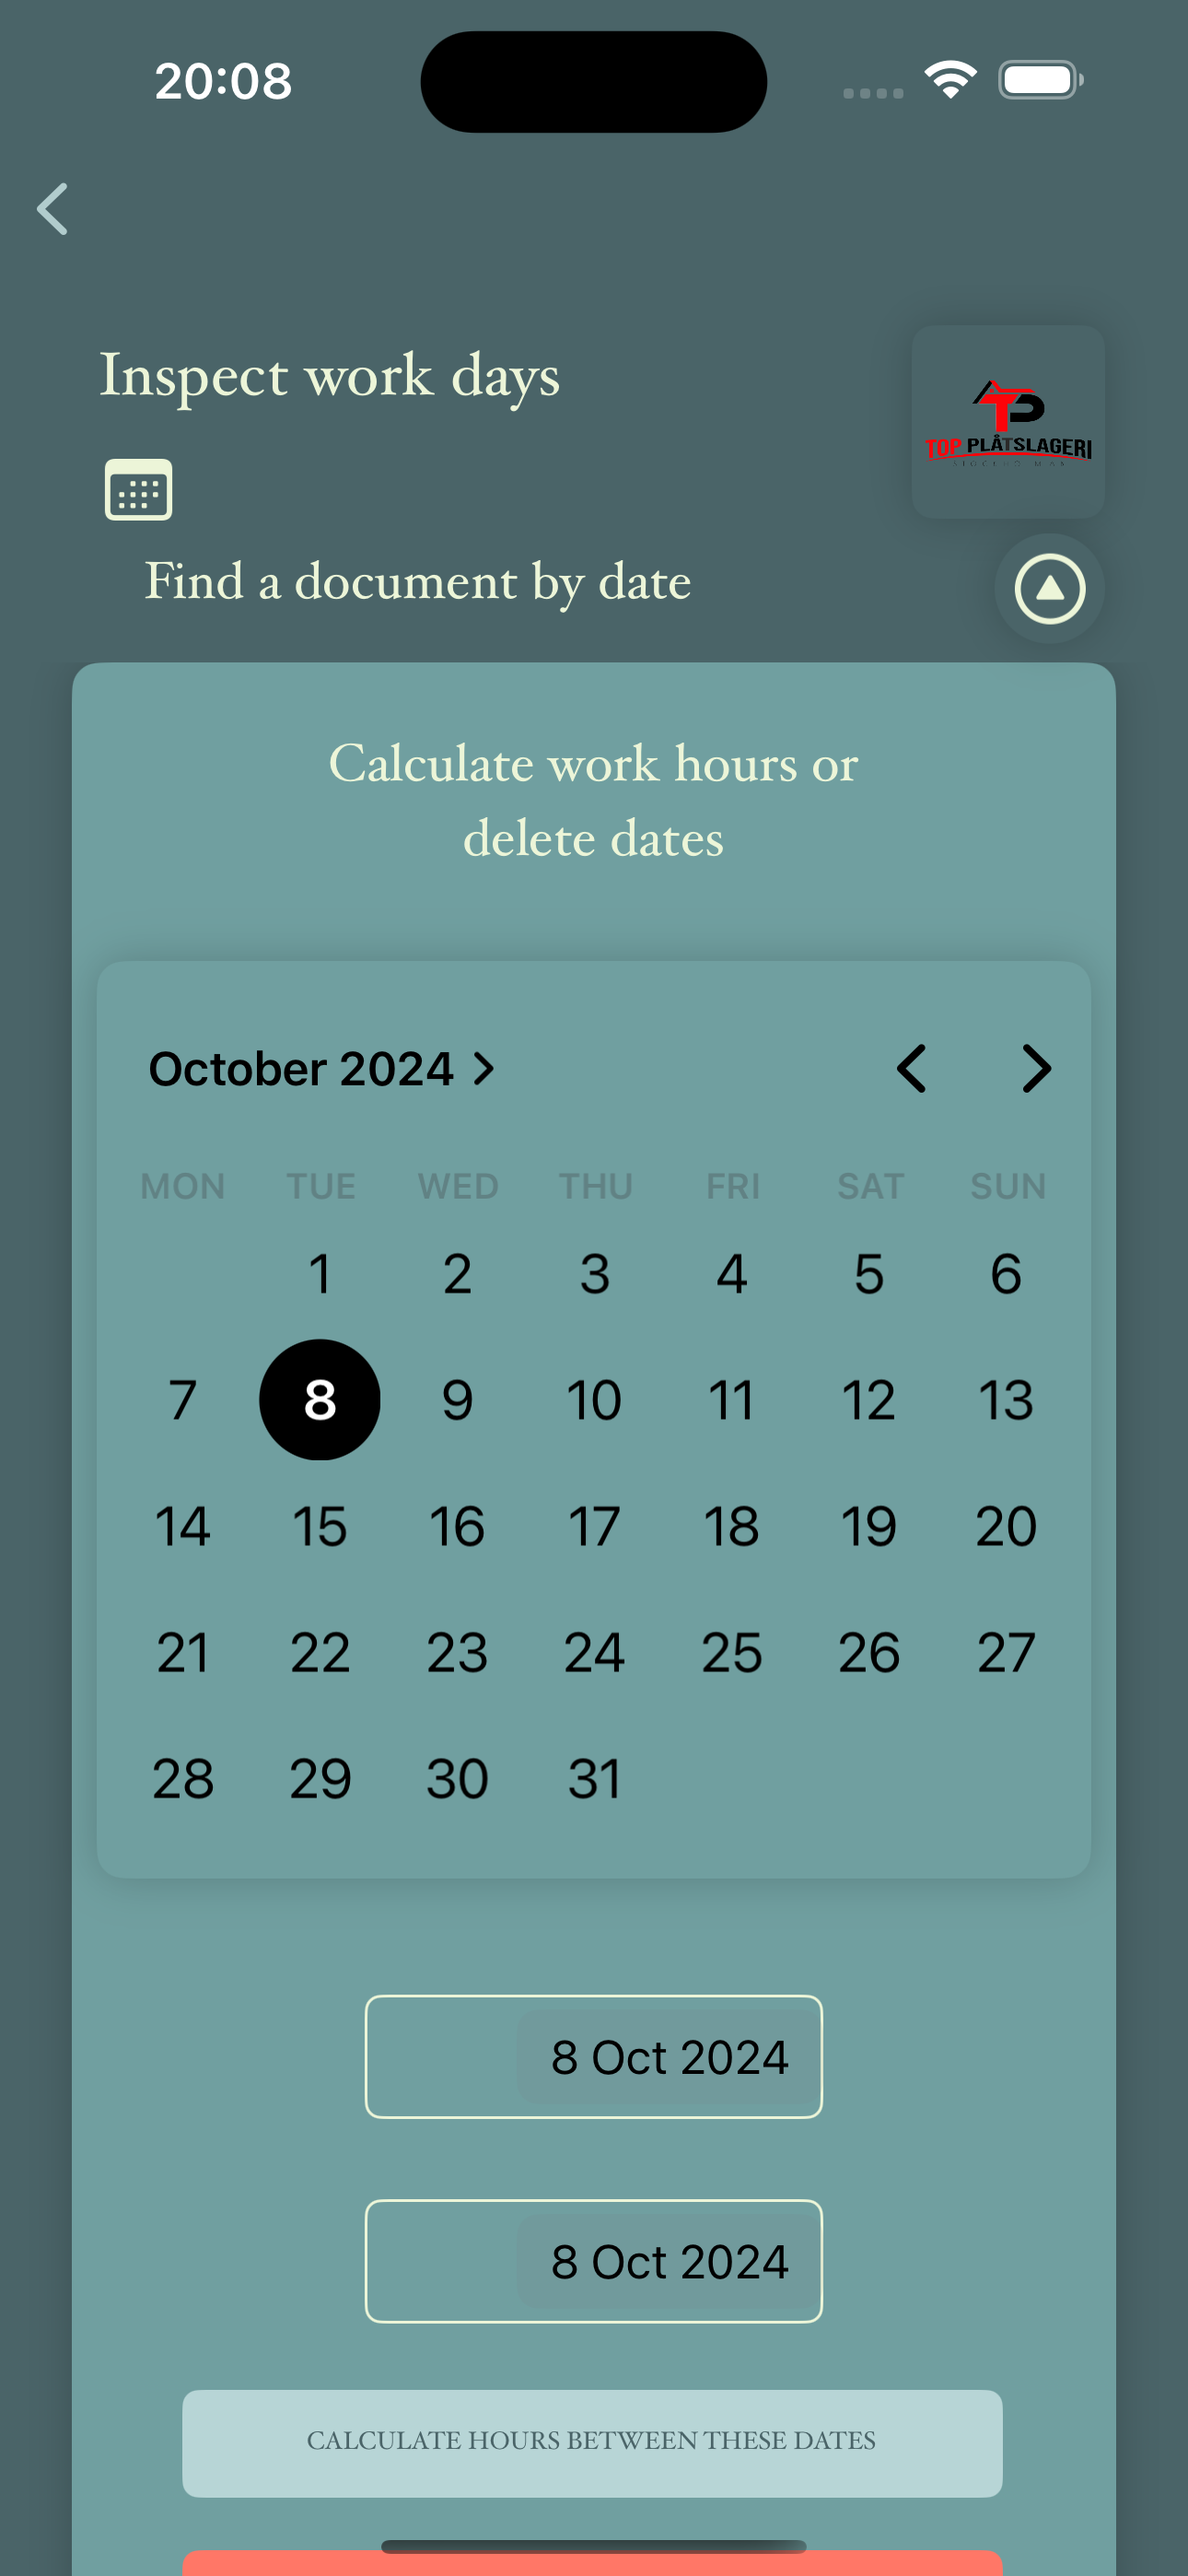 20:08
Inspect work days
TOP PLÅTSLAGERI
Find a document by date
Calculate work hours or
delete dates
October 2024
MON TUE WED THU FRI SAT SUN
1 2 3 4 5 6
7 8 9 10 11 12 13
14 15 16 17 18 19 20
21 22 23 24 25 26 27
28 29 30 31
8 Oct 2024
8 Oct 2024
CALCULATE HOURS BETWEEN THESE DATES